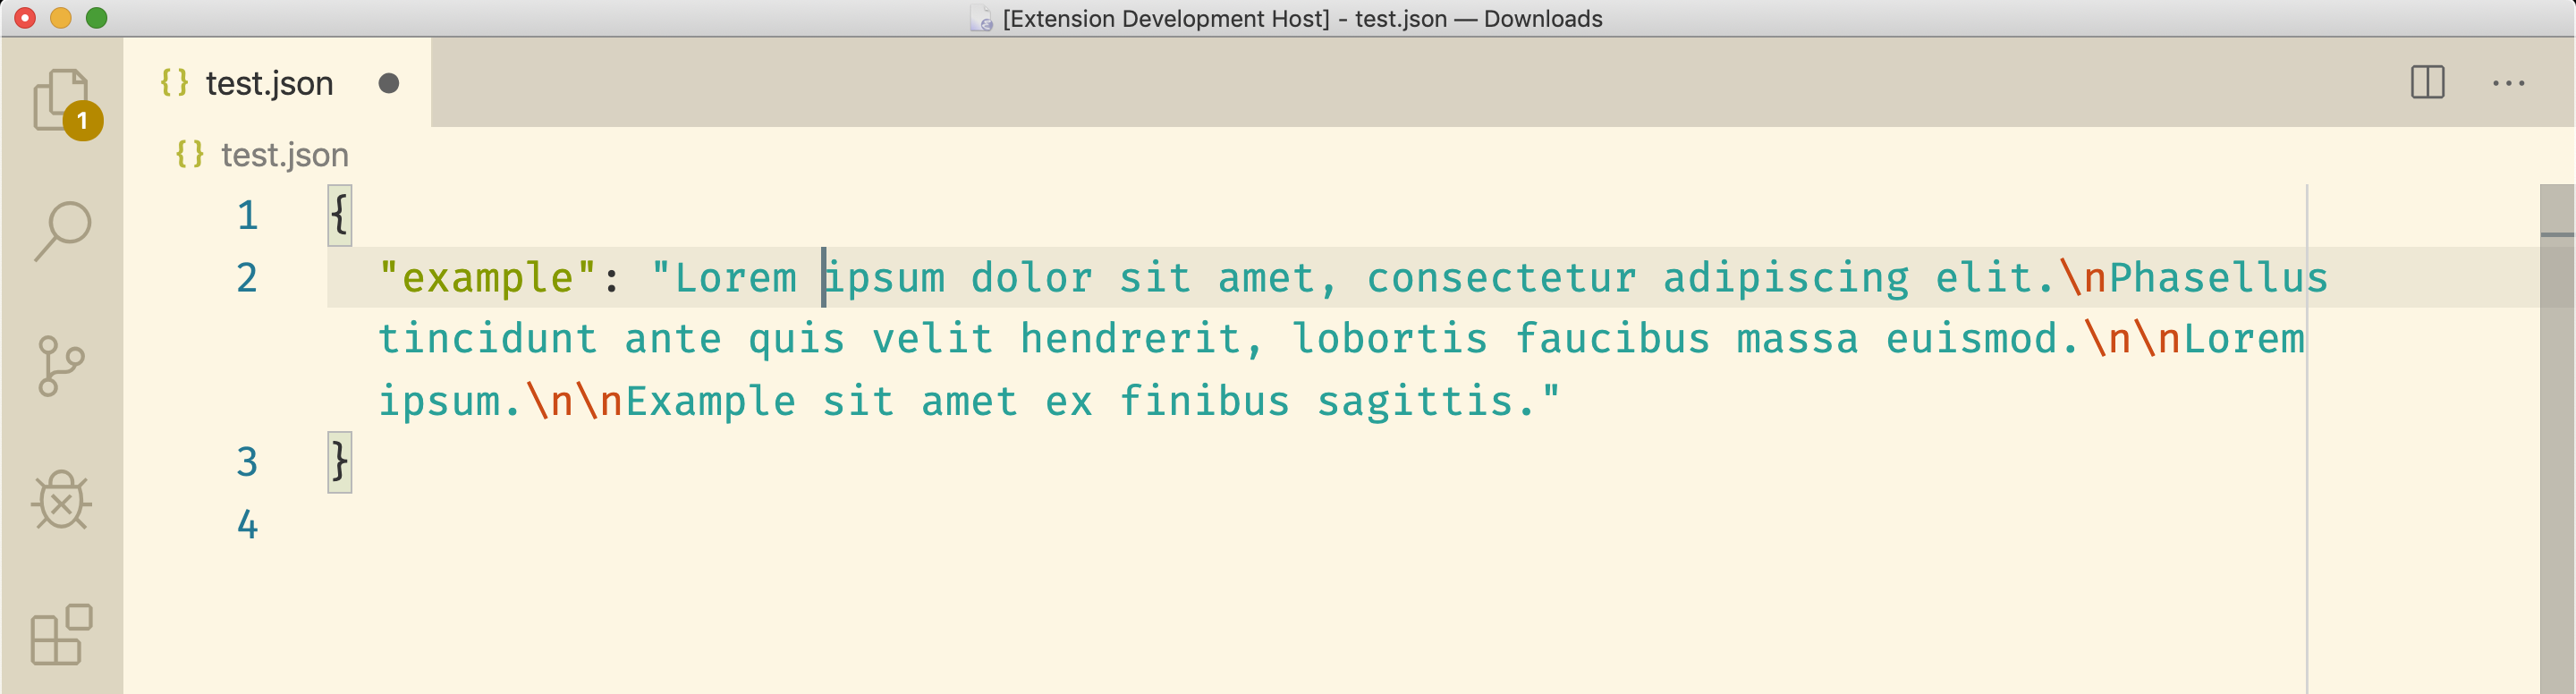 [Extension Development Host] - test.json — Downloads
{} test.json ● ···
1
{} test.json
1 {
2 "example": "Lorem ipsum dolor sit amet, consectetur adipiscing elit.\nPhasellus
tincidunt ante quis velit hendrerit, lobortis faucibus massa euismod.\n\nLorem
ipsum.\n\nExample sit amet ex finibus sagittis."
3 }
4